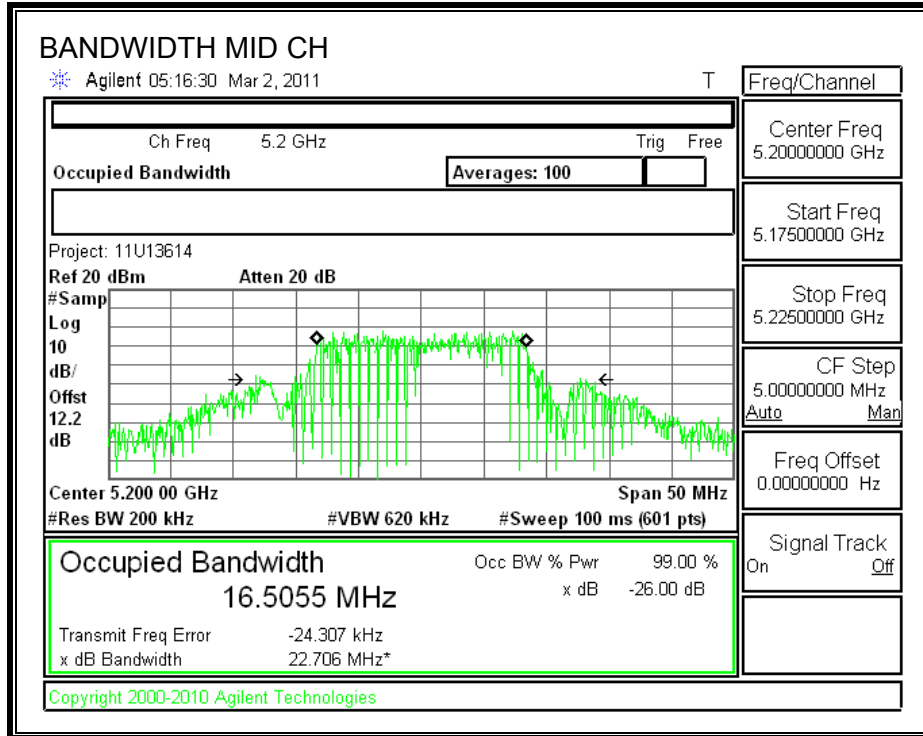 BANDWIDTH MID CH
Agilent 05:16:30 Mar 2, 2011 T
Freq/Channel
Ch Freq 5.2 GHz Trig Free
Occupied Bandwidth Averages: 100
Center Freq
5.20000000 GHz
Start Freq
5.17500000 GHz
Stop Freq
5.22500000 GHz
CF Step
5.00000000 MHz
Auto Man
Freq Offset
0.00000000 Hz
Signal Track
On Off
Project: 11U13614
Ref 20 dBm Atten 20 dB
#Samp
Log
10
dB/
Offst
12.2
dB
Center 5.200 00 GHz Span 50 MHz
#Res BW 200 kHz #VBW 620 kHz #Sweep 100 ms (601 pts)
Occupied Bandwidth Occ BW % Pwr 99.00 %
16.5055 MHz x dB -26.00 dB
Transmit Freq Error -24.307 kHz
x dB Bandwidth 22.706 MHz*
Copyright 2000-2010 Agilent Technologies